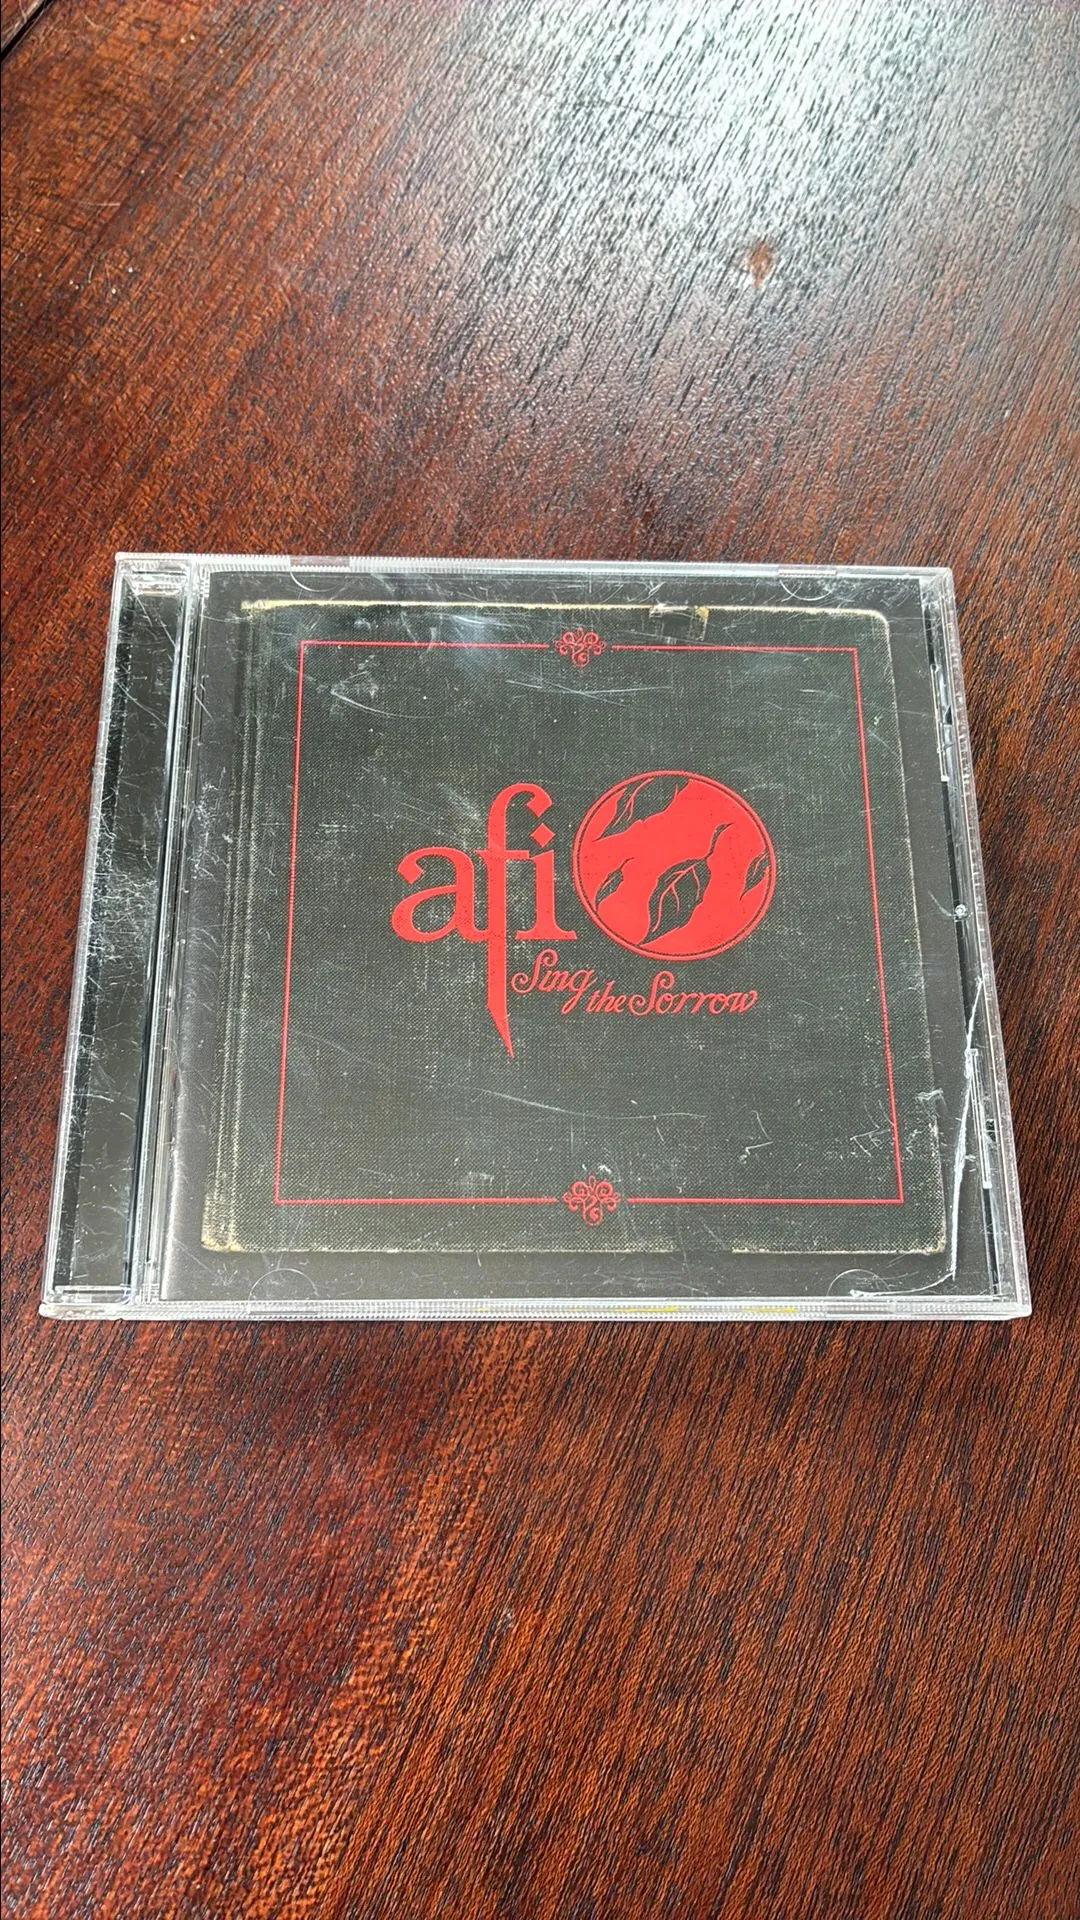 afi
Sing the Sorrow